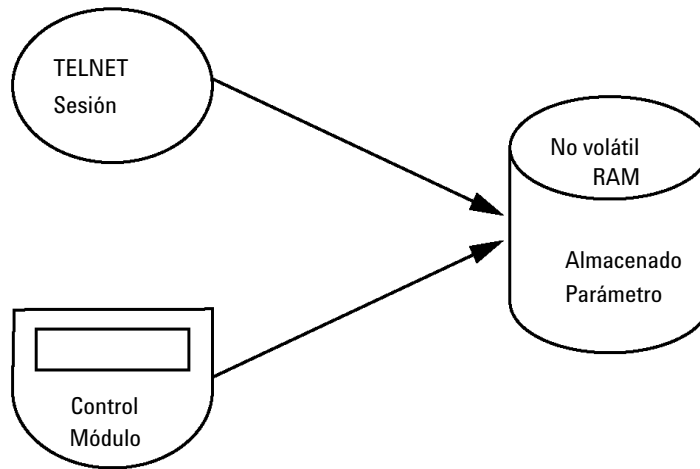 TELNET
Sesión
No volátil
RAM
Almacenado
Parámetro
Control
Módulo